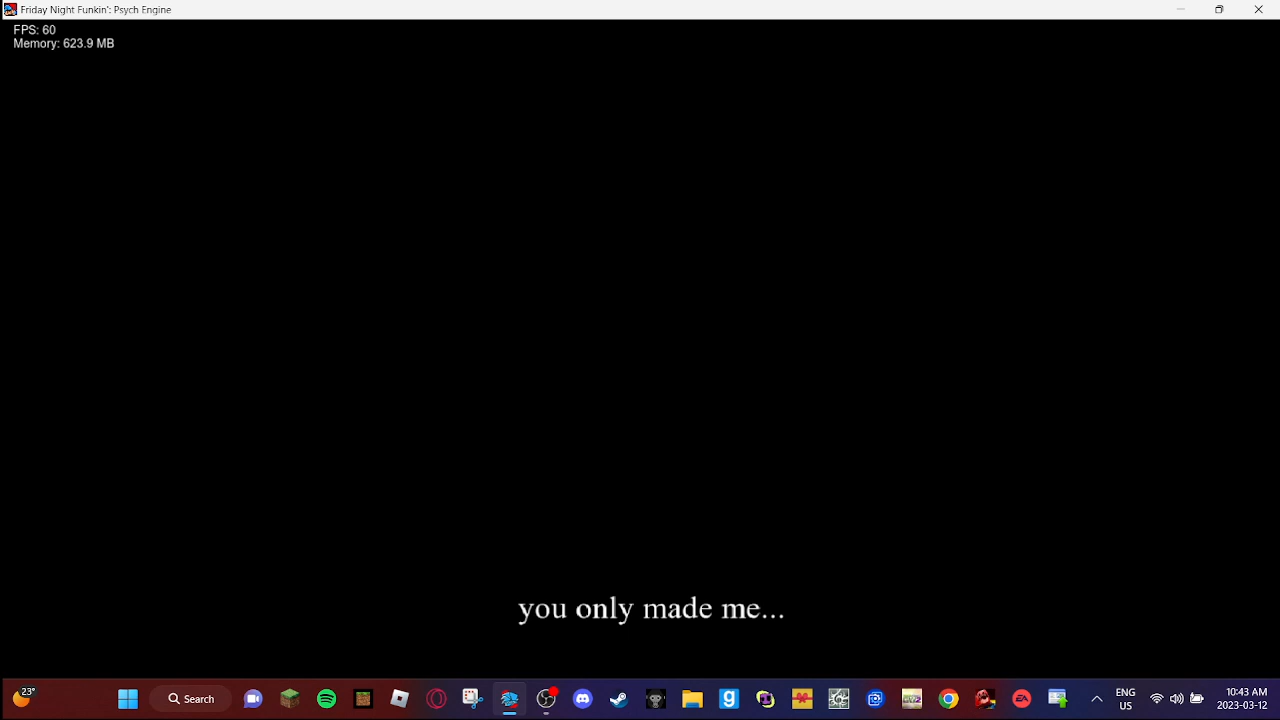 Friday Night Funkin': Psych Engine
FPS: 60
Memory: 623.9 MB
you only made me...
23°
Search
ENG
US
10:43 AM
2023-03-12